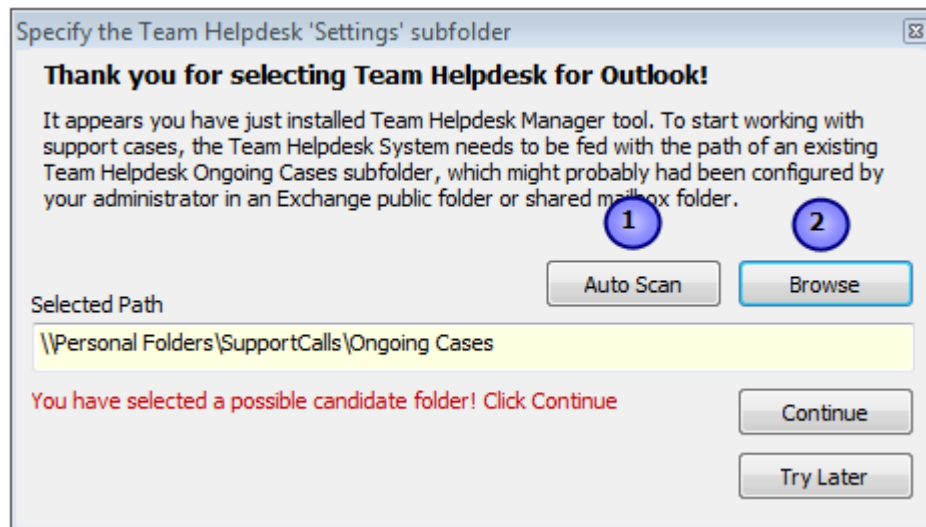 Specify the Team Helpdesk 'Settings' subfolder
Thank you for selecting Team Helpdesk for Outlook!
It appears you have just installed Team Helpdesk Manager tool. To start working with
support cases, the Team Helpdesk System needs to be fed with the path of an existing
Team Helpdesk Ongoing Cases subfolder, which might probably had been configured by
your administrator in an Exchange public folder or shared mailbox folder.
1
2
Auto Scan
Browse
Selected Path
\\Personal Folders\SupportCalls\Ongoing Cases
You have selected a possible candidate folder! Click Continue
Continue
Try Later